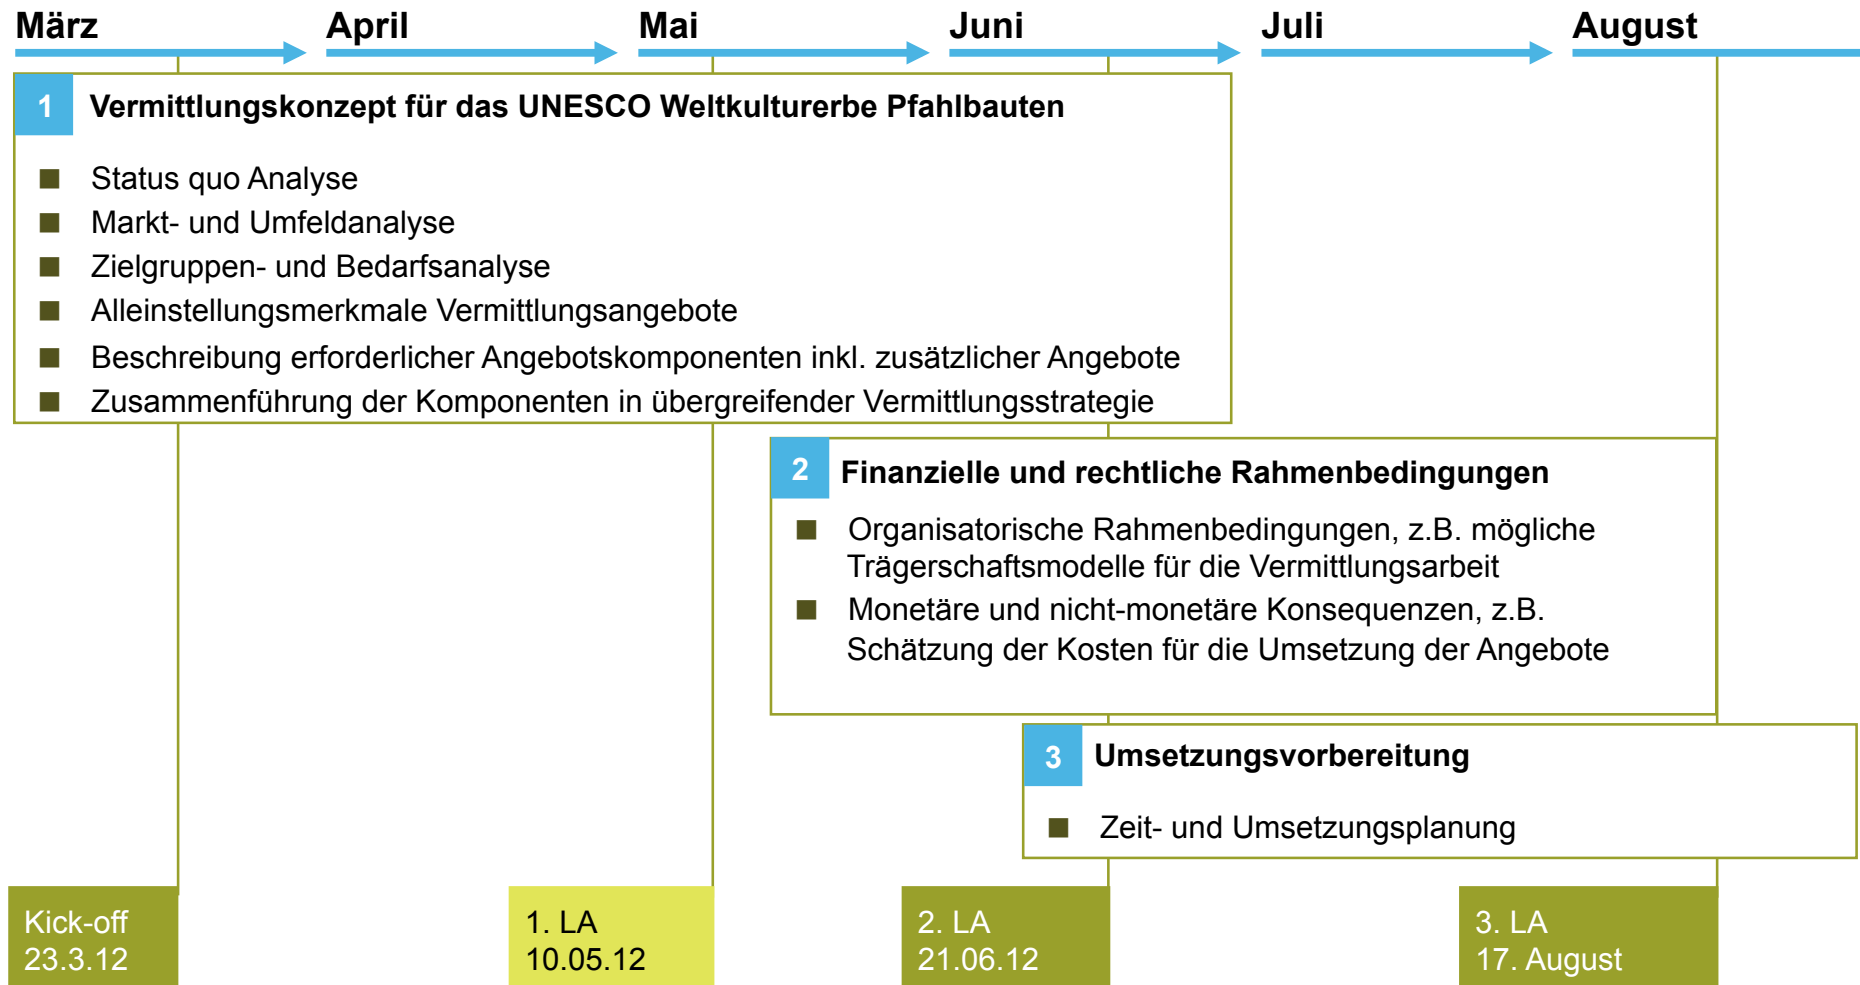 März April Mai Juni Juli August
1 Vermittlungskonzept für das UNESCO Weltkulturerbe Pfahlbauten
Status quo Analyse
Markt- und Umfeldanalyse
Zielgruppen- und Bedarfsanalyse
Alleinstellungsmerkmale Vermittlungsangebote
Beschreibung erforderlicher Angebotskomponenten inkl. zusätzlicher Angebote
Zusammenführung der Komponenten in übergreifender Vermittlungsstrategie
2 Finanzielle und rechtliche Rahmenbedingungen
Organisatorische Rahmenbedingungen, z.B. mögliche
Trägerschaftsmodelle für die Vermittlungsarbeit
Monetäre und nicht-monetäre Konsequenzen, z.B.
Schätzung der Kosten für die Umsetzung der Angebote
3 Umsetzungsvorbereitung
Zeit- und Umsetzungsplanung
Kick-off
23.3.12
1. LA
10.05.12
2. LA
21.06.12
3. LA
17. August